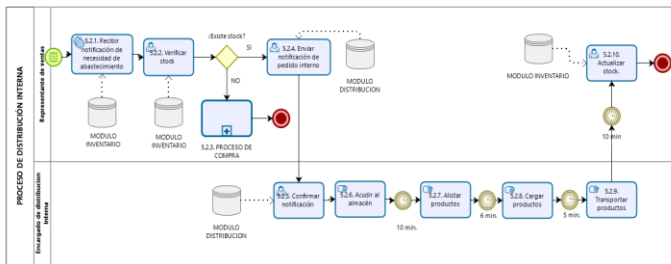 PROCESO DE DISTRIBUCIÓN INTERNA
Representante de ventas
5.2.1. Recibir
notificación de
necesidad de
abastecimiento
MODULO
INVENTARIO
5.2.2. Verificar
stock
MODULO
INVENTARIO
¿Existe stock?
SI
NO
5.2.3. PROCESO DE
COMPRA
5.2.4. Enviar
notificación de
pedido interno
MODULO
DISTRIBUCION
MODULO INVENTARIO
5.2.10.
Actualizar
stock.
10 min
Encargado de distribucion
interna
MODULO
DISTRIBUCION
5.2.5. Confirmar
notificación
5.2.6. Acudir al
almacén
10 min.
5.2.7. Alistar
productos
6 min.
5.2.8. Cargar
productos
5 min.
5.2.9.
Transportar
productos